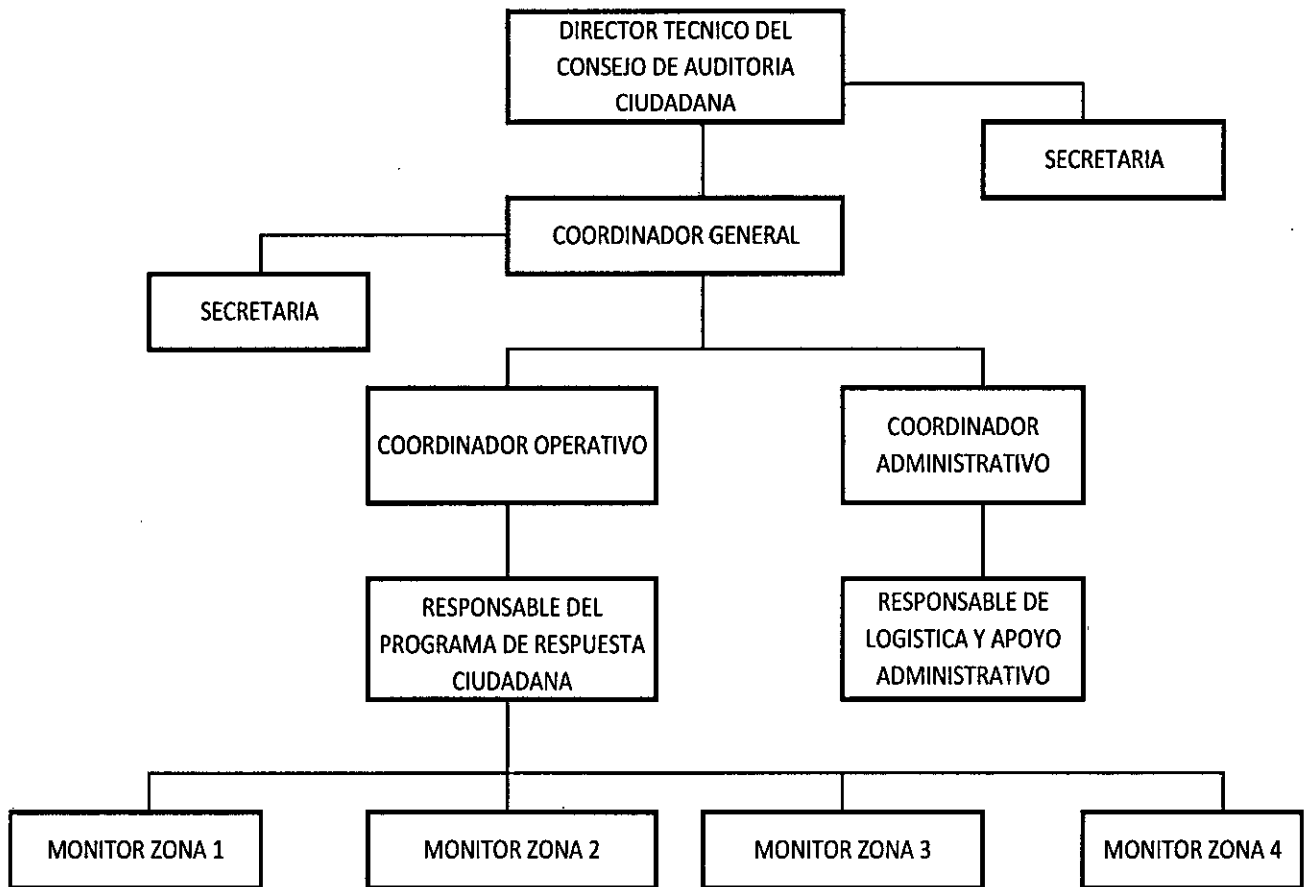 DIRECTOR TECNICO DEL
CONSEJO DE AUDITORIA
CIUDADANA
SECRETARIA
COORDINADOR GENERAL
SECRETARIA
COORDINADOR OPERATIVO
COORDINADOR
ADMINISTRATIVO
RESPONSABLE DEL
PROGRAMA DE RESPUESTA
CIUDADANA
RESPONSABLE DE
LOGISTICA Y APOYO
ADMINISTRATIVO
MONITOR ZONA 1
MONITOR ZONA 2
MONITOR ZONA 3
MONITOR ZONA 4